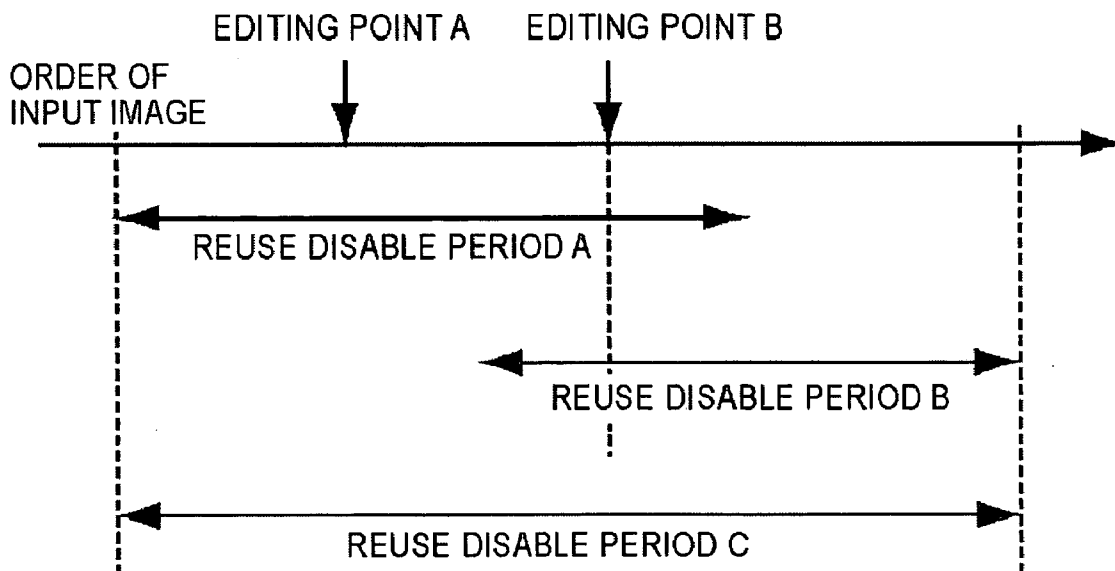 EDITING POINT A
EDITING POINT B
ORDER OF
INPUT IMAGE
REUSE DISABLE PERIOD A
REUSE DISABLE PERIOD B
REUSE DISABLE PERIOD C